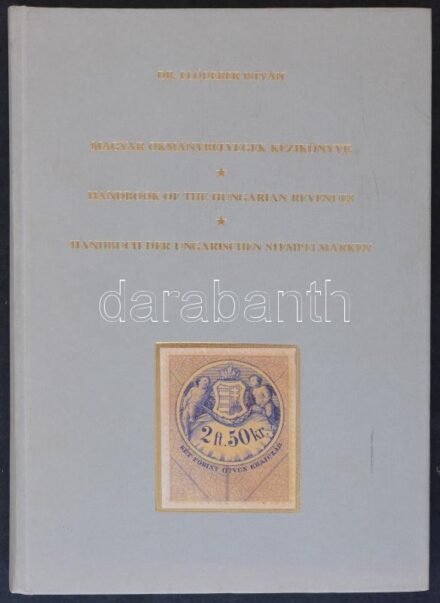 DR. FLÓDERER ISTVÁN
MAGYAR OKMÁNYBÉLYEGEK KÉZIKÖNYVE
★
HANDBOOK OF THE HUNGARIAN REVENUES
★
HANDBUCH DER UNGARISCHEN STEMPELMARKEN
darabanth
2 ft. 50 kr.
KÉT FORINT ÖTVEN KRAJCZÁR